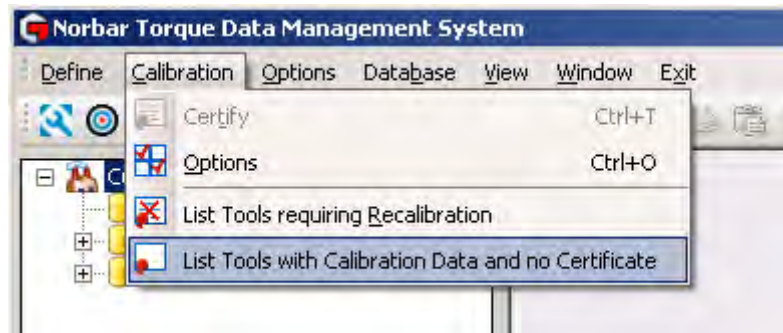 Norbar Torque Data Management System
Define Calibration Options Database View Window Exit
Certify Ctrl+T
Options Ctrl+O
List Tools requiring Recalibration
List Tools with Calibration Data and no Certificate